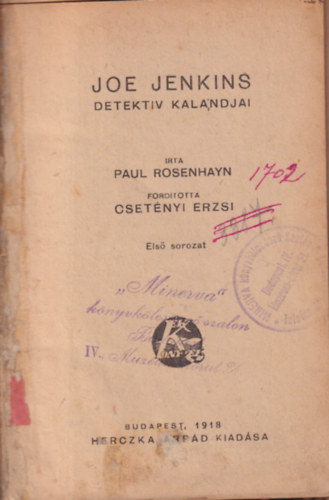 JOE JENKINS
DETEKTIV KALANDJAI
IRTA
PAUL ROSENHAYN
1702
FORDITOTTA
CSETÉNYI ERZSI
Első sorozat
„Minerva"
IV.
BUDAPEST, 1918
HERCZKA ÁRPÁD KIADÁSA